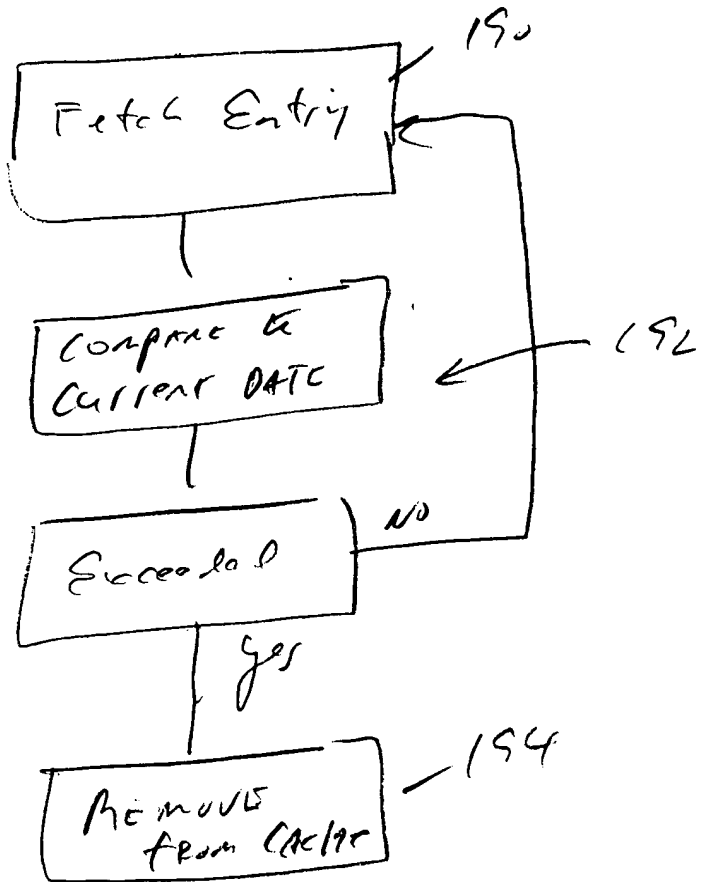 190
Fetch Entry
Compare to
Current DATE
192
Exceeded
NO
yes
194
Remove
from CACHE